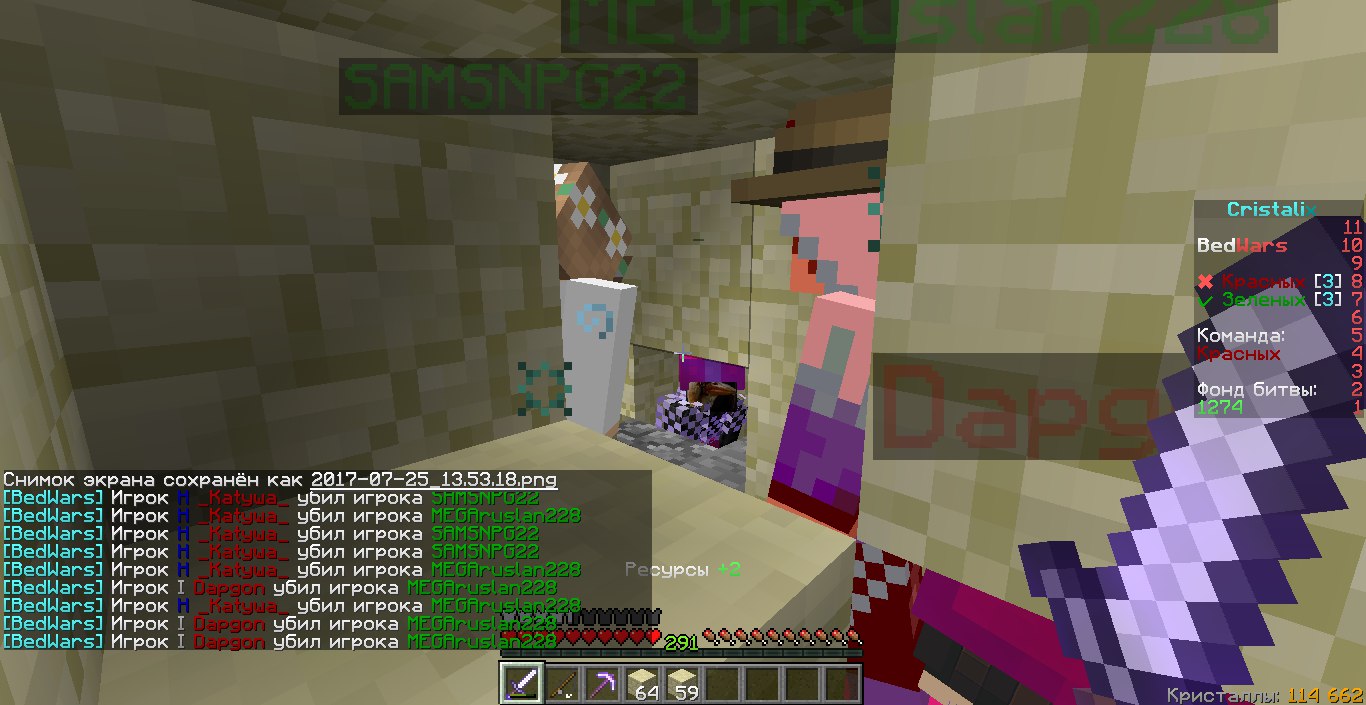 MEGAruslan228
SAMSNPG22
Cristalix
11
BedWars 10
9
✖ Красных [3] 8
✓ Зеленых [3] 7
6
Команда: 5
Красных 4
3
Фонд битвы: 2
1274 1
Dapg
Снимок экрана сохранён как 2017-07-25_13.53.18.png
[BedWars] Игрок H _Katywa_ убил игрока SAMSNPG22
[BedWars] Игрок H _Katywa_ убил игрока MEGAruslan228
[BedWars] Игрок H _Katywa_ убил игрока SAMSNPG22
[BedWars] Игрок H _Katywa_ убил игрока SAMSNPG22
[BedWars] Игрок H _Katywa_ убил игрока MEGAruslan228
[BedWars] Игрок I Dapgon убил игрока MEGAruslan228
[BedWars] Игрок H _Katywa_ убил игрока MEGAruslan228
[BedWars] Игрок I Dapgon убил игрока MEGAruslan228
[BedWars] Игрок I Dapgon убил игрока MEGAruslan228
Ресурсы +2
291
64 59
Кристаллы: 114 662